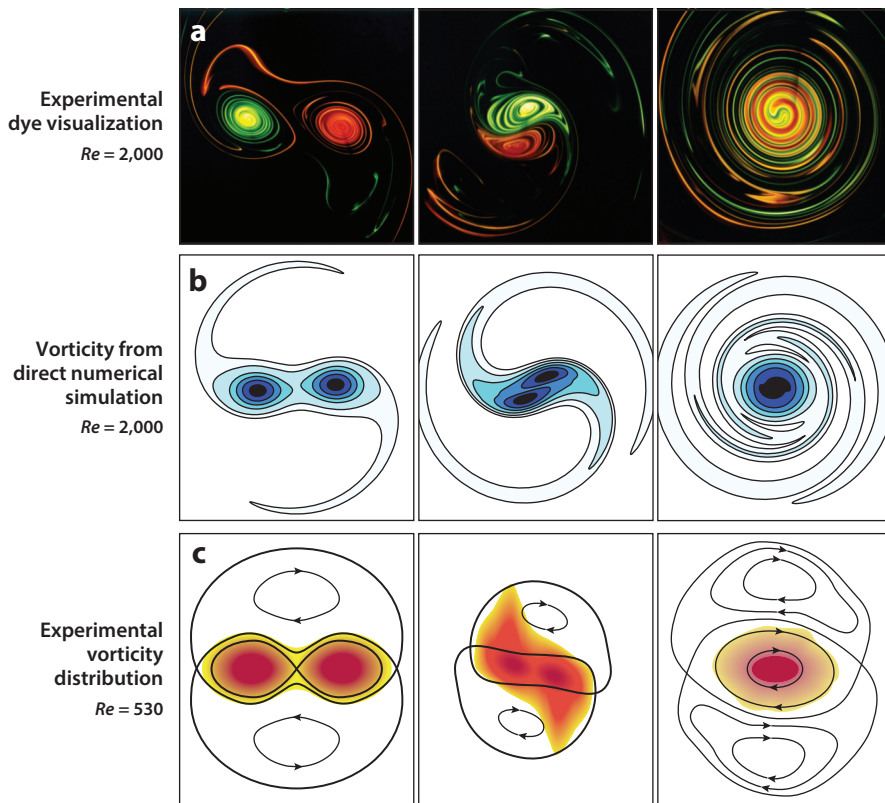 a
Experimental
dye visualization
Re = 2,000
b
Vorticity from
direct numerical
simulation
Re = 2,000
c
Experimental
vorticity
distribution
Re = 530